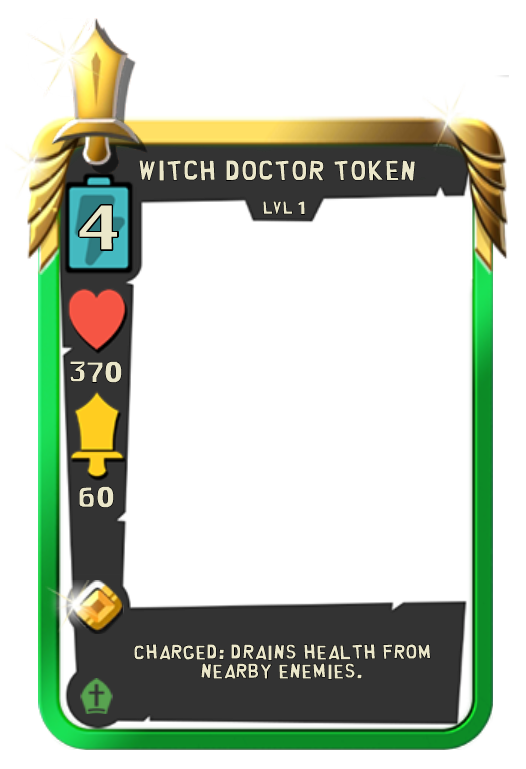 WITCH DOCTOR TOKEN
LVL 1
4
370
60
CHARGED: DRAINS HEALTH FROM
NEARBY ENEMIES.